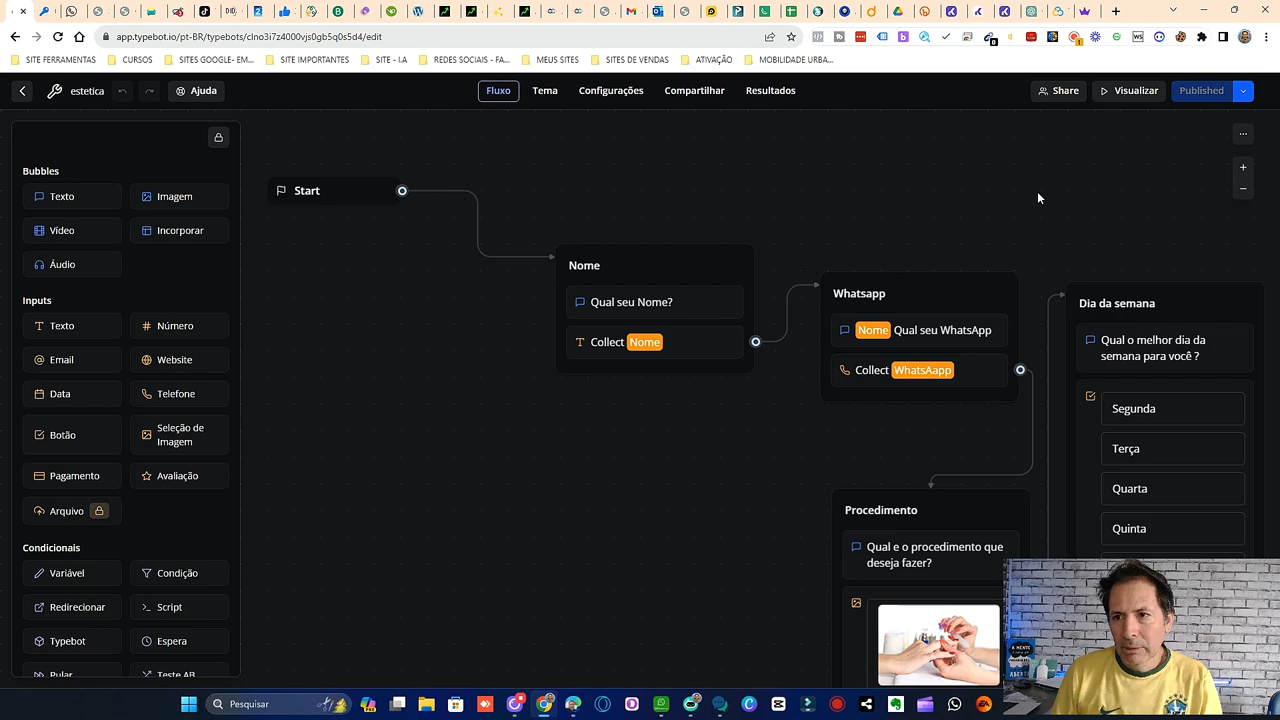 app.typebot.io/pt-BR/typebots/clno3i7z4000vjs0gb5q0s5d4/edit
SITE FERRAMENTAS
CURSOS
SITES GOOGLE- EM...
SITE IMPORTANTES
SITE - I.A
REDES SOCIAIS - FA...
MEUS SITES
SITES DE VENDAS
ATIVAÇÃO
MOBILIDADE URBA...
estetica
Ajuda
Fluxo
Tema
Configurações
Compartilhar
Resultados
Share
Visualizar
Published
Bubbles
Texto
Imagem
Vídeo
Incorporar
Áudio
Inputs
Texto
Número
Email
Website
Data
Telefone
Botão
Seleção de
Imagem
Pagamento
Avaliação
Arquivo
Condicionais
Variável
Condição
Redirecionar
Script
Typebot
Espera
Pular
Teste AB
Start
Nome
Qual seu Nome?
Collect Nome
Whatsapp
Nome Qual seu WhatsApp
Collect WhatsAapp
Procedimento
Qual e o procedimento que
deseja fazer?
Dia da semana
Qual o melhor dia da
semana para você ?
Segunda
Terça
Quarta
Quinta
A MENTE
ABERTA
Pesquisar